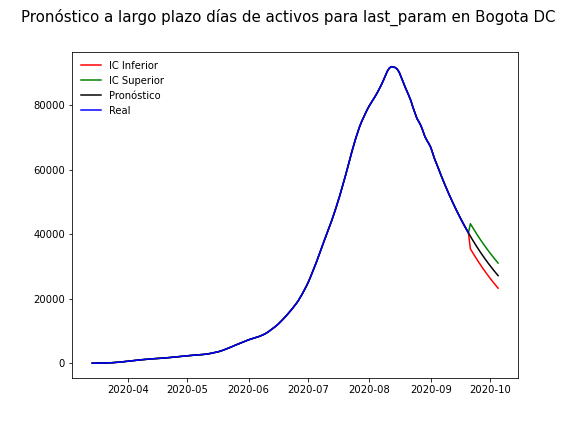 Pronóstico a largo plazo días de activos para last_param en Bogota DC
IC Inferior
IC Superior
Pronóstico
Real
80000
60000
40000
20000
0
2020-04 2020-05 2020-06 2020-07 2020-08 2020-09 2020-10